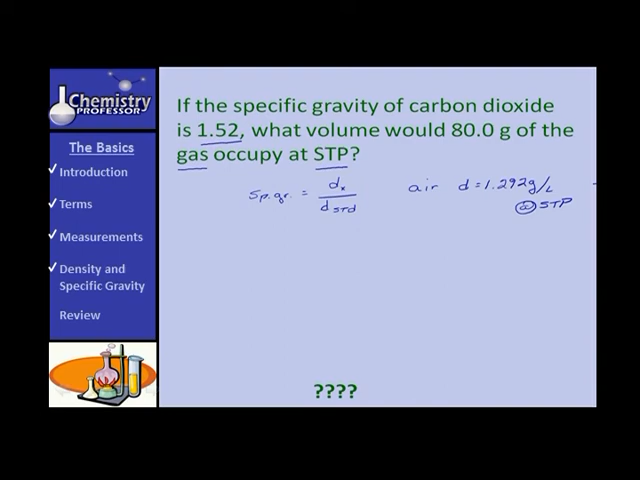 Chemistry
PROFESSOR
The Basics
✓ Introduction
✓ Terms
✓ Measurements
✓ Density and
Specific Gravity
Review
If the specific gravity of carbon dioxide
is 1.52, what volume would 80.0 g of the
gas occupy at STP?
Sp. gr. = dx / dSTD
air d = 1.292 g/L
@ STP
????